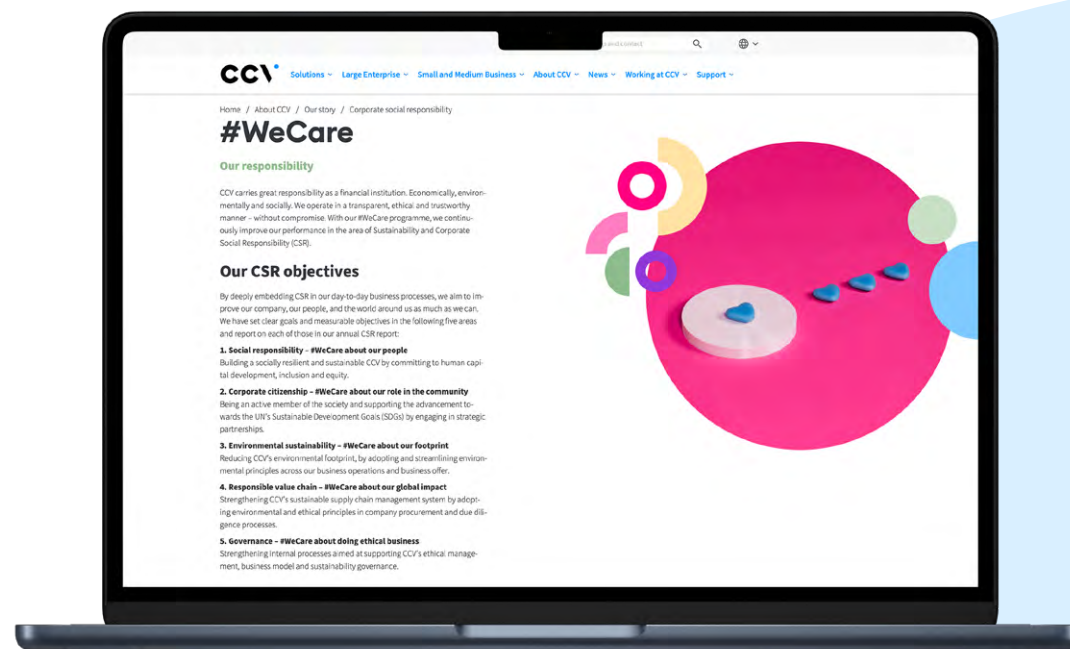 and contact
CCV
Solutions Large Enterprise Small and Medium Business About CCV News Working at CCV Support
Home / About CCV / Our story / Corporate social responsibility
#WeCare
Our responsibility
CCV carries great responsibility as a financial institution. Economically, environ-
mentally and socially. We operate in a transparent, ethical and trustworthy
manner – without compromise. With our #WeCare programme, we continu-
ously improve our performance in the area of Sustainability and Corporate
Social Responsibility (CSR).
Our CSR objectives
By deeply embedding CSR in our day-to-day business processes, we aim to im-
prove our company, our people, and the world around us as much as we can.
We have set clear goals and measurable objectives in the following five areas
and report on each of those in our annual CSR report:
1. Social responsibility – #WeCare about our people
Building a socially resilient and sustainable CCV by committing to human capi-
tal development, inclusion and equity.
2. Corporate citizenship – #WeCare about our role in the community
Being an active member of the society and supporting the advancement to-
wards the UN's Sustainable Development Goals (SDGs) by engaging in strategic
partnerships.
3. Environmental sustainability – #WeCare about our footprint
Reducing CCV's environmental footprint, by adopting and streamlining environ-
mental principles across our business operations and business offer.
4. Responsible value chain – #WeCare about our global impact
Strengthening CCV's sustainable supply chain management system by adopt-
ing environmental and ethical principles in company procurement and due dili-
gence processes.
5. Governance – #WeCare about doing ethical business
Strengthening internal processes aimed at supporting CCV's ethical manage-
ment, business model and sustainability governance.